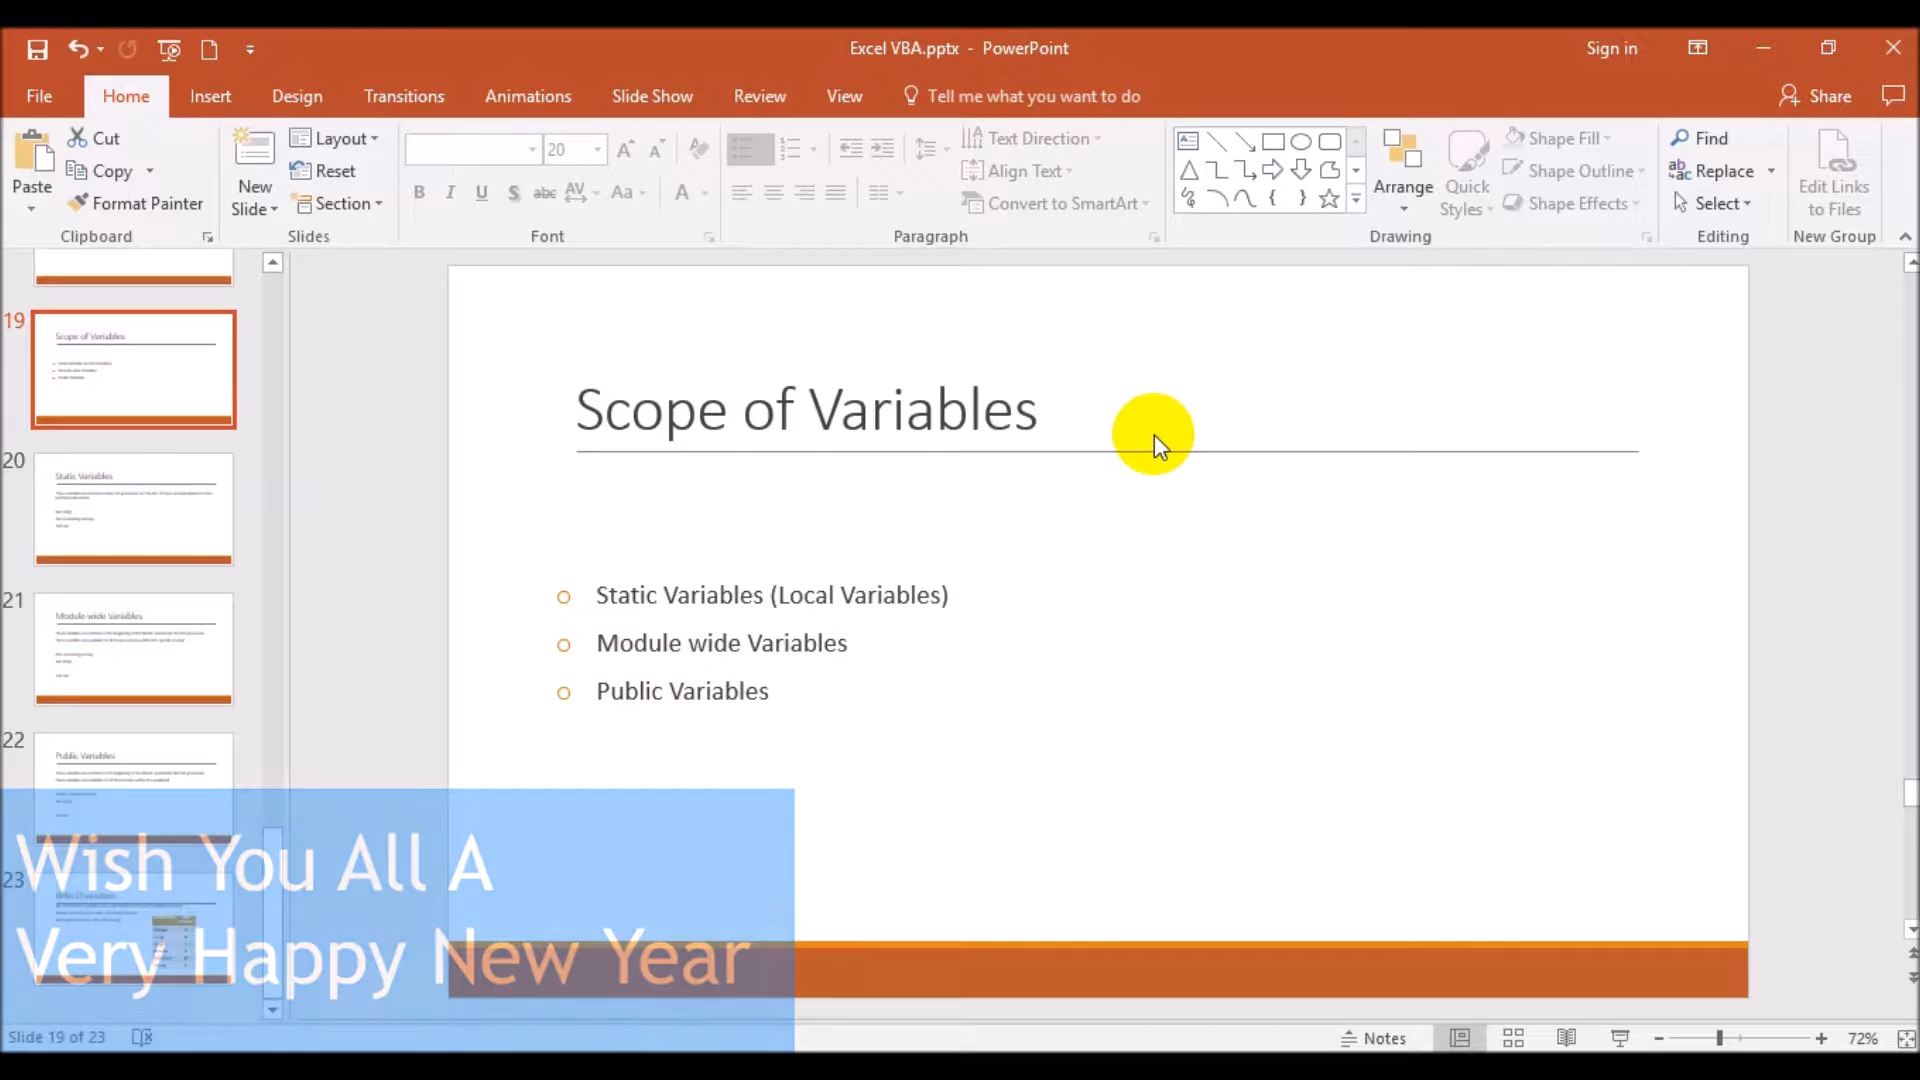 Excel VBA.pptx - PowerPoint
Sign in
File Home Insert Design Transitions Animations Slide Show Review View Tell me what you want to do Share
Paste
Cut
Copy
Format Painter
Clipboard
New Slide
Layout
Reset
Section
Slides
20
B I U S abc AV Aa A
Font
Text Direction
Align Text
Convert to SmartArt
Paragraph
Arrange
Quick Styles
Shape Fill
Shape Outline
Shape Effects
Drawing
Find
Replace
Select
Editing
Edit Links to Files
New Group
19
Scope of Variables
20
Static Variables
21
Module wide Variables
22
Public Variables
23
Scope of Variables
Static Variables (Local Variables)
Module wide Variables
Public Variables
Wish You All A
Very Happy New Year
Slide 19 of 23
Notes
72%